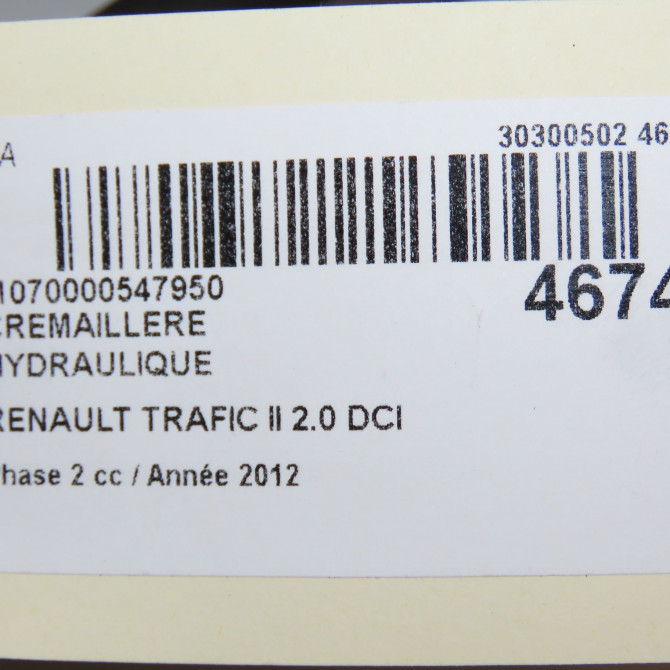 A
30300502 46
1070000547950
4674
CREMAILLERE
HYDRAULIQUE
RENAULT TRAFIC II 2.0 DCI
hase 2 cc / Année 2012